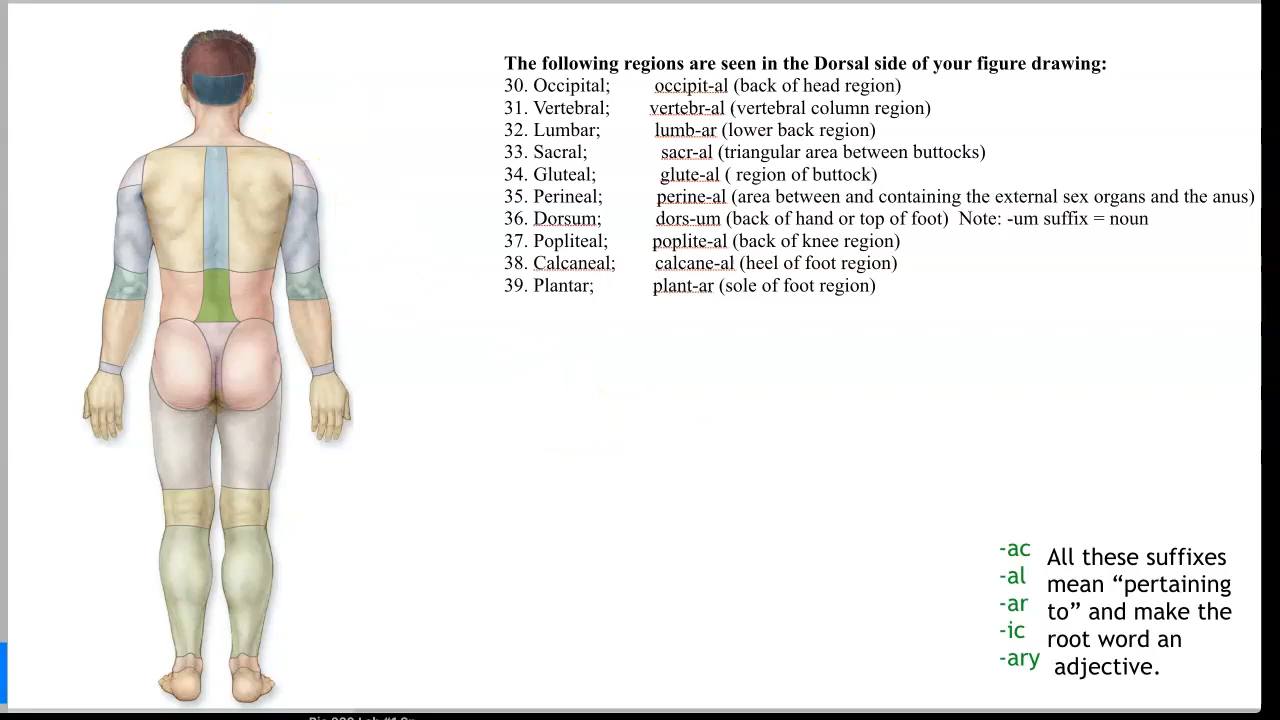 The following regions are seen in the Dorsal side of your figure drawing:
30. Occipital; occipit-al (back of head region)
31. Vertebral; vertebr-al (vertebral column region)
32. Lumbar; lumb-ar (lower back region)
33. Sacral; sacr-al (triangular area between buttocks)
34. Gluteal; glute-al ( region of buttock)
35. Perineal; perine-al (area between and containing the external sex organs and the anus)
36. Dorsum; dors-um (back of hand or top of foot) Note: -um suffix = noun
37. Popliteal; poplite-al (back of knee region)
38. Calcaneal; calcane-al (heel of foot region)
39. Plantar; plant-ar (sole of foot region)
-ac
-al
-ar
-ic
-ary
All these suffixes
mean “pertaining
to” and make the
root word an
adjective.